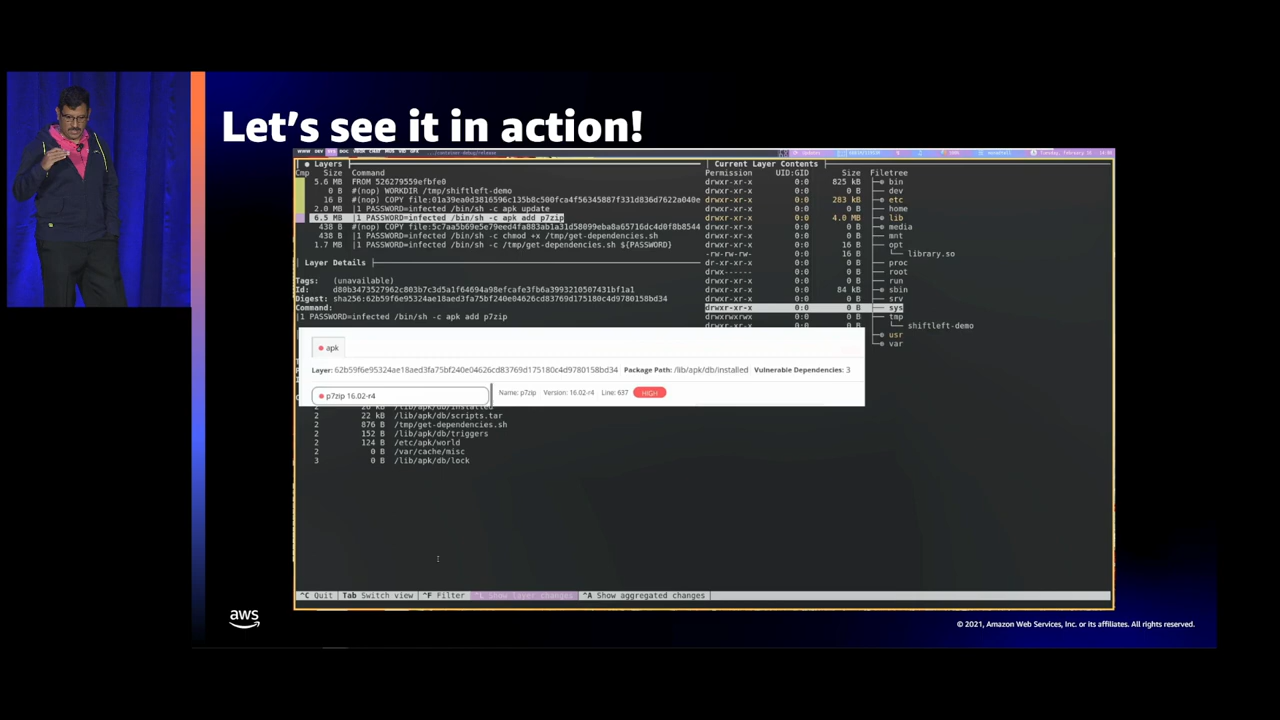 Let's see it in action!
Layers
Cmp Size Command
5.6 MB FROM 526279559efbfe0
0 B #(nop) WORKDIR /tmp/shiftleft-demo
16 B #(nop) COPY file:01a39ea0d3816596c135b8c500fca4f56345887f331d836d7622a040e
2.0 MB |1 PASSWORD=infected /bin/sh -c apk update
6.5 MB |1 PASSWORD=infected /bin/sh -c apk add p7zip
438 B #(nop) COPY file:5c7aa5b69e5e79eed4fa883ab1a31d58099eba8a65716dc4d0f8b8544
438 B |1 PASSWORD=infected /bin/sh -c chmod +x /tmp/get-dependencies.sh
1.7 MB |1 PASSWORD=infected /bin/sh -c /tmp/get-dependencies.sh ${PASSWORD}
Layer Details
Tags: (unavailable)
Id: d80b3473527962c803b7c3d5a1f64694a98efcafe3fb6a3993210507431bf1a1
Digest: sha256:62b59f6e95324ae18aed3fa75bf240e04626cd83769d175180c4d9780158bd34
Command:
|1 PASSWORD=infected /bin/sh -c apk add p7zip
Current Layer Contents
Permission UID:GID Size Filetree
drwxr-xr-x 0:0 825 kB bin
drwxr-xr-x 0:0 0 B dev
drwxr-xr-x 0:0 283 kB etc
drwxr-xr-x 0:0 0 B home
drwxr-xr-x 0:0 4.0 MB lib
drwxr-xr-x 0:0 0 B media
drwxr-xr-x 0:0 0 B mnt
drwxr-xr-x 0:0 16 B opt
-rw-rw-rw- 0:0 16 B library.so
dr-xr-xr-x 0:0 0 B proc
drwx------ 0:0 0 B root
drwxr-xr-x 0:0 0 B run
drwxr-xr-x 0:0 84 kB sbin
drwxr-xr-x 0:0 0 B srv
drwxr-xr-x 0:0 0 B sys
drwxrwxrwx 0:0 0 B tmp
shiftleft-demo
usr
var
apk
Layer: 62b59f6e95324ae18aed3fa75bf240e04626cd83769d175180c4d9780158bd34 Package Path: /lib/apk/db/installed Vulnerable Dependencies: 3
p7zip 16.02-r4
Name: p7zip Version: 16.02-r4 Line: 637 HIGH
2 22 kB /lib/apk/db/scripts.tar
2 876 B /tmp/get-dependencies.sh
2 152 B /lib/apk/db/triggers
2 124 B /etc/apk/world
2 0 B /var/cache/misc
3 0 B /lib/apk/db/lock
^C Quit Tab Switch view ^F Filter ^L Show layer changes ^A Show aggregated changes
aws
© 2021, Amazon Web Services, Inc. or its affiliates. All rights reserved.